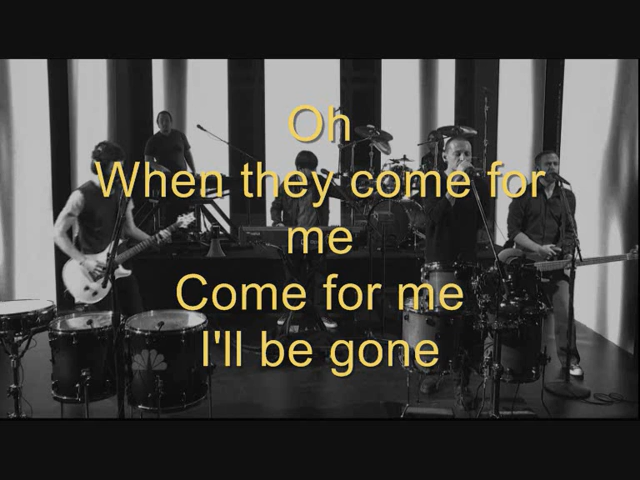 Oh
When they come for
me
Come for me
I'll be gone